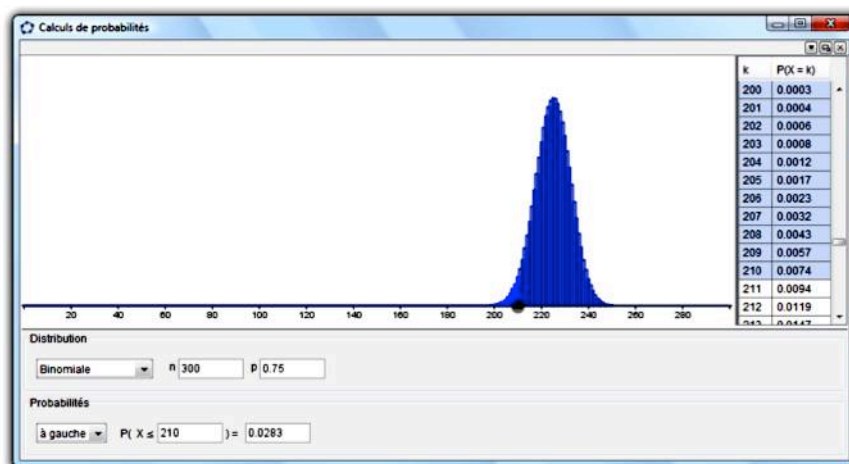 Calculs de probabilités
k P(X = k)
200 0.0003
201 0.0004
202 0.0006
203 0.0008
204 0.0012
205 0.0017
206 0.0023
207 0.0032
208 0.0043
209 0.0057
210 0.0074
211 0.0094
212 0.0119
213 0.0147
20 40 60 80 100 120 140 160 180 200 220 240 260 280
Distribution
Binomiale n 300 p 0.75
Probabilités
à gauche P( X ≤ 210 ) = 0.0283